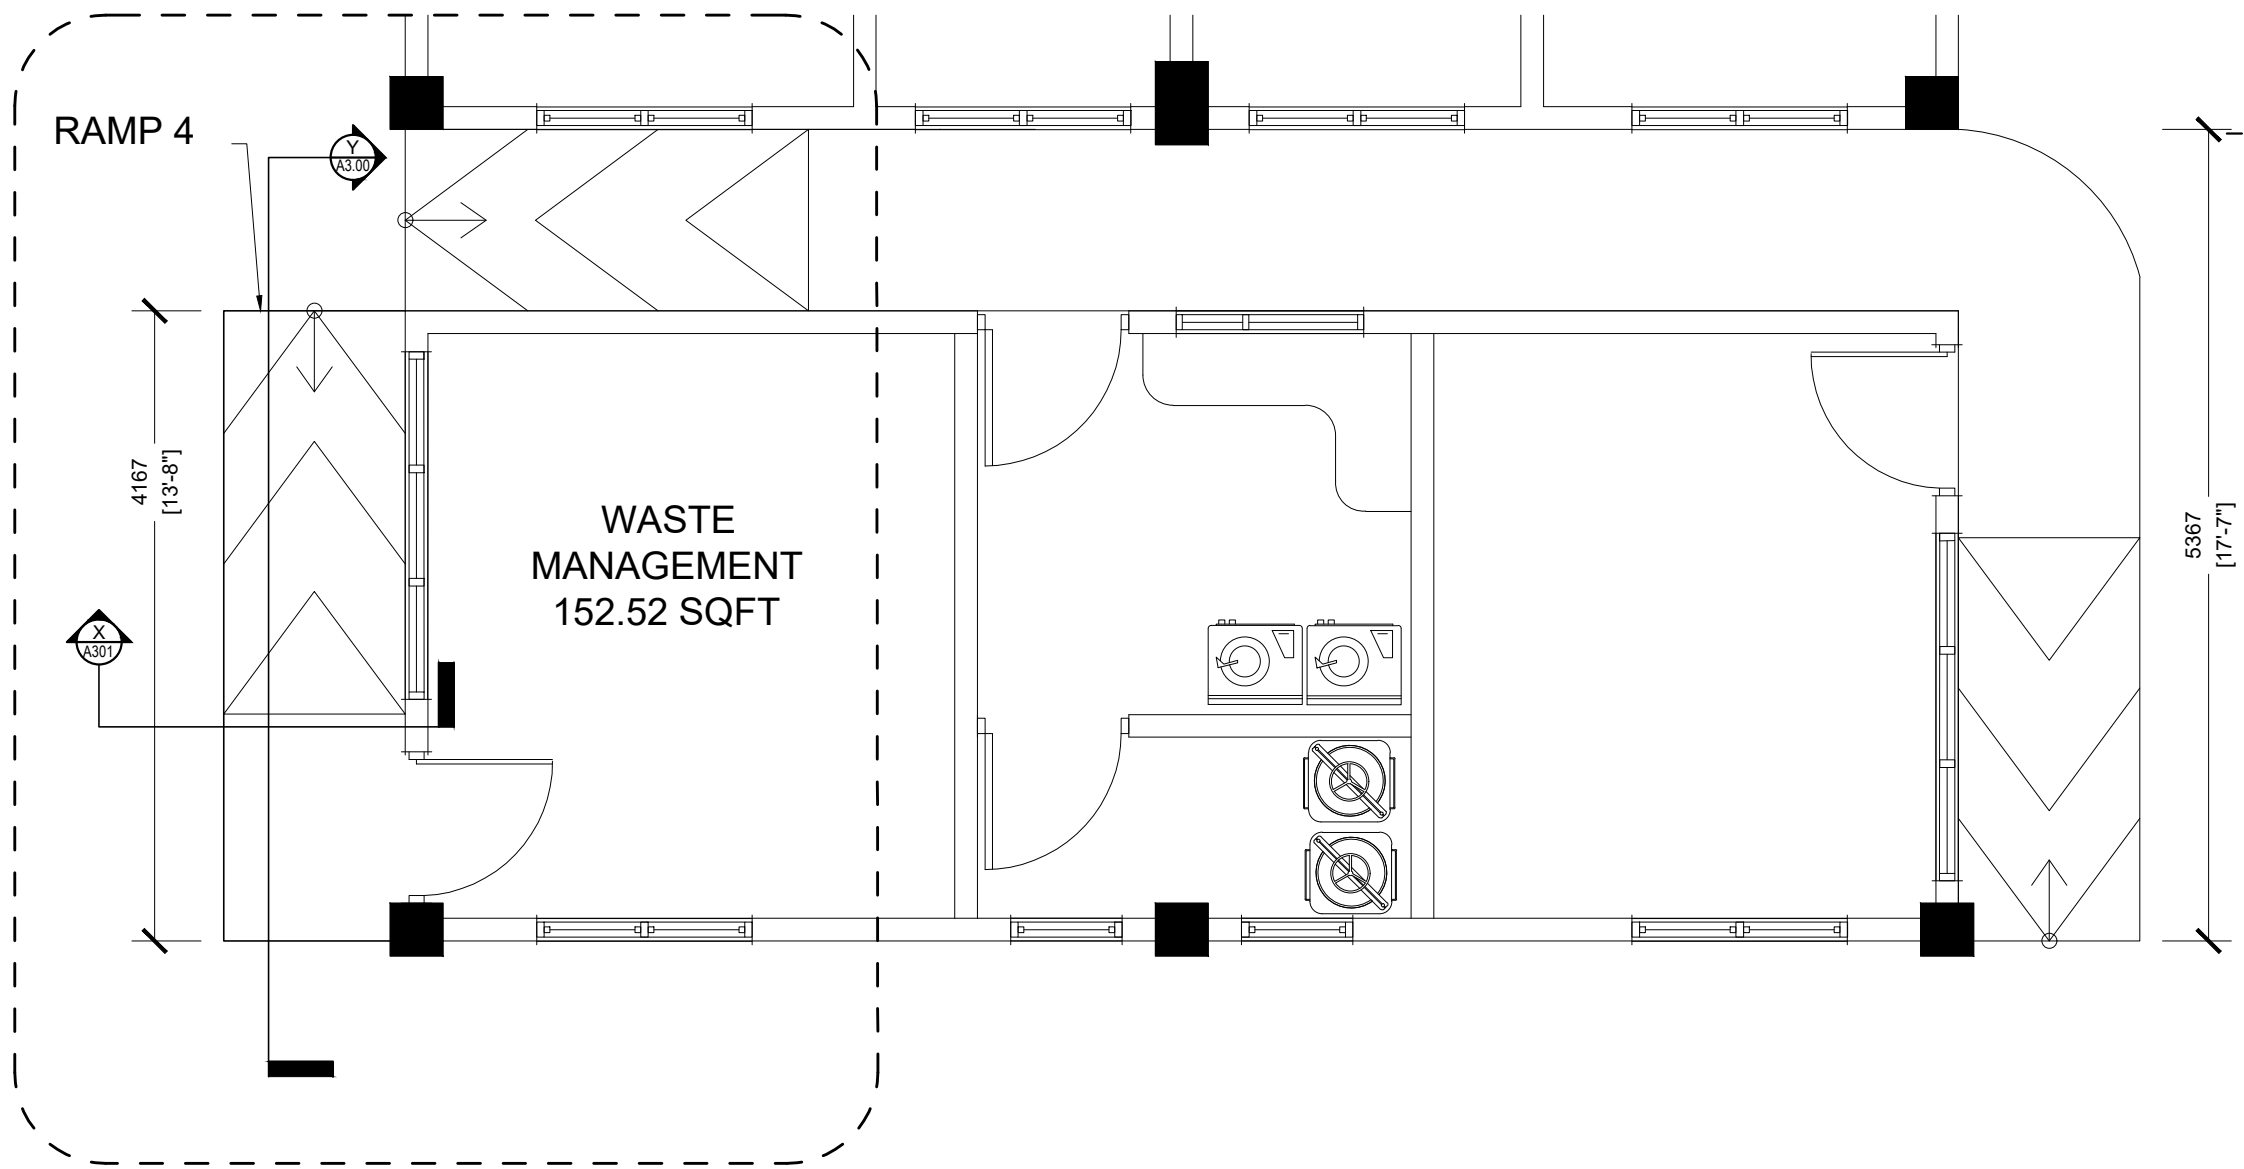 RAMP 4
Y
A3.00
4167
[13'-8"]
WASTE
MANAGEMENT
152.52 SQFT
X
A301
5367
[17'-7"]